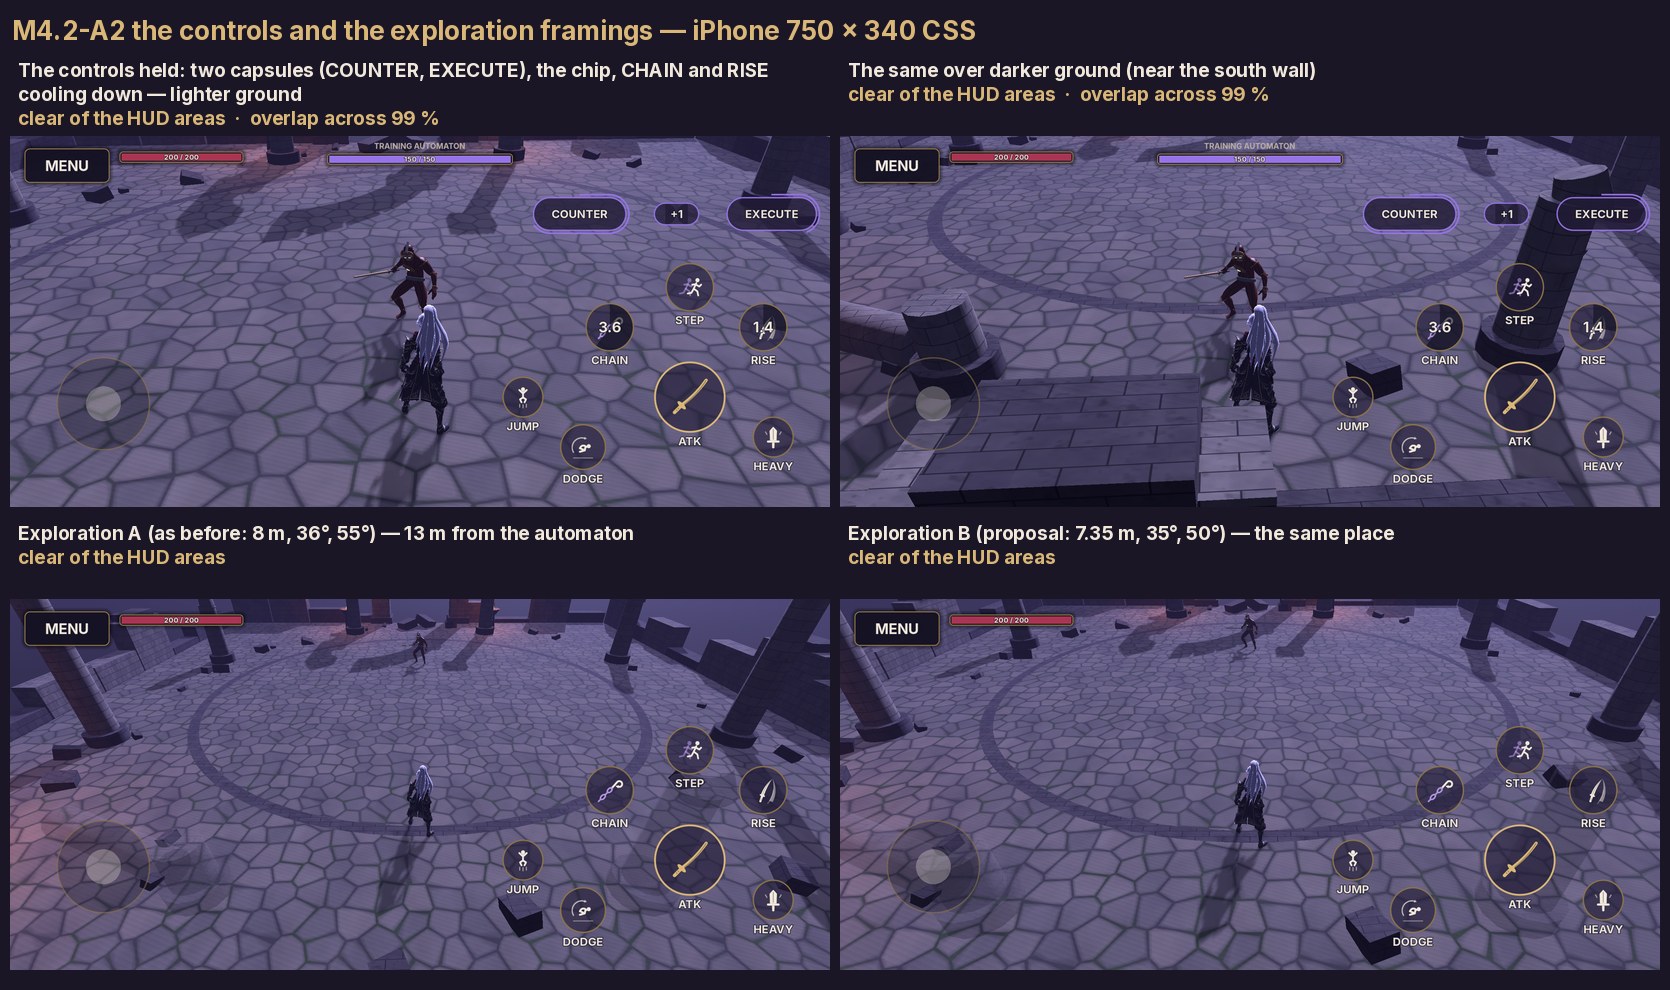 M4.2-A2 the controls and the exploration framings — iPhone 750 × 340 CSS
The controls held: two capsules (COUNTER, EXECUTE), the chip, CHAIN and RISE
cooling down — lighter ground
clear of the HUD areas · overlap across 99 %
MENU
200 / 200
TRAINING AUTOMATON
150 / 150
COUNTER
+1
EXECUTE
STEP
3.6
1.4
CHAIN
RISE
JUMP
ATK
HEAVY
DODGE
The same over darker ground (near the south wall)
clear of the HUD areas · overlap across 99 %
MENU
200 / 200
TRAINING AUTOMATON
150 / 150
COUNTER
+1
EXECUTE
STEP
3.6
1.4
CHAIN
RISE
JUMP
ATK
HEAVY
DODGE
Exploration A (as before: 8 m, 36°, 55°) — 13 m from the automaton
clear of the HUD areas
MENU
200 / 200
STEP
CHAIN
RISE
JUMP
ATK
HEAVY
DODGE
Exploration B (proposal: 7.35 m, 35°, 50°) — the same place
clear of the HUD areas
MENU
200 / 200
STEP
CHAIN
RISE
JUMP
ATK
HEAVY
DODGE